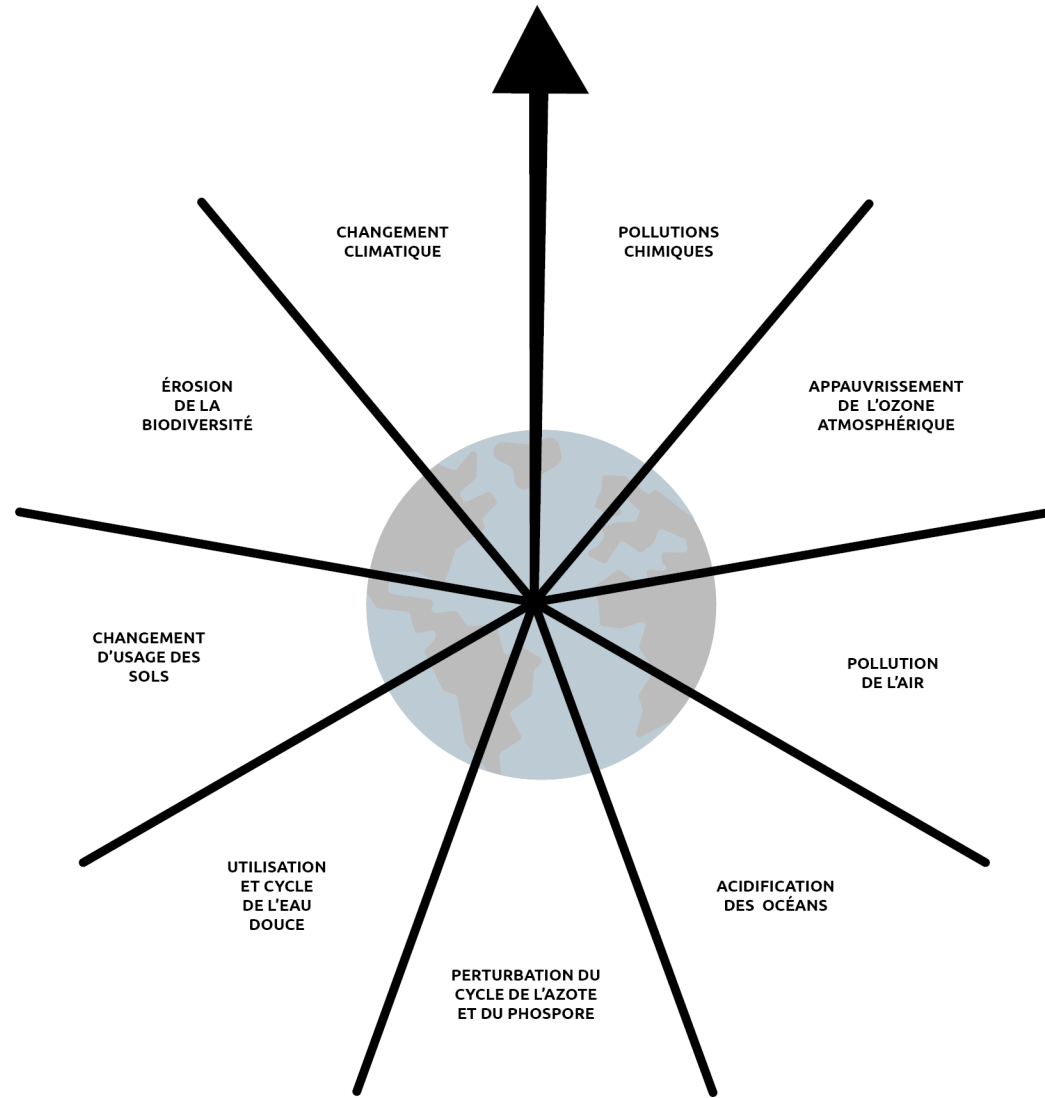 CHANGEMENT
CLIMATIQUE
POLLUTIONS
CHIMIQUES
ÉROSION
DE LA
BIODIVERSITÉ
APPAUVRISSEMENT
DE L'OZONE
ATMOSPHÉRIQUE
CHANGEMENT
D'USAGE DES
SOLS
POLLUTION
DE L'AIR
UTILISATION
ET CYCLE
DE L'EAU
DOUCE
ACIDIFICATION
DES OCÉANS
PERTURBATION DU
CYCLE DE L'AZOTE
ET DU PHOSPORE